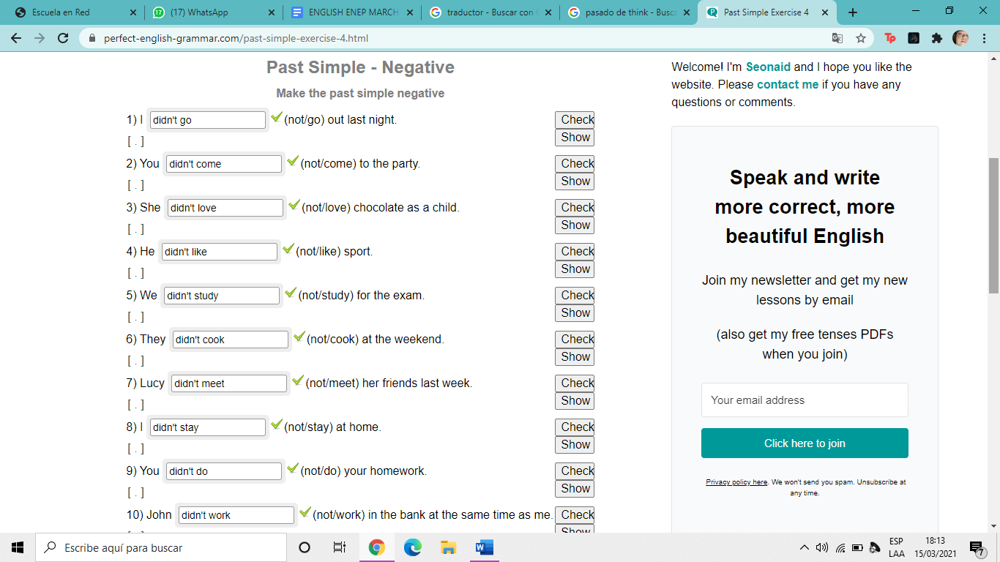 Escuela en Red
(17) WhatsApp
ENGLISH ENEP MARCH
traductor - Buscar con
pasado de think - Busca
Past Simple Exercise 4
perfect-english-grammar.com/past-simple-exercise-4.html
Past Simple - Negative
Make the past simple negative
1) I didn't go (not/go) out last night. Check
[ . ] Show
2) You didn't come (not/come) to the party. Check
[ . ] Show
3) She didn't love (not/love) chocolate as a child. Check
[ . ] Show
4) He didn't like (not/like) sport. Check
[ . ] Show
5) We didn't study (not/study) for the exam. Check
[ . ] Show
6) They didn't cook (not/cook) at the weekend. Check
[ . ] Show
7) Lucy didn't meet (not/meet) her friends last week. Check
[ . ] Show
8) I didn't stay (not/stay) at home. Check
[ . ] Show
9) You didn't do (not/do) your homework. Check
[ . ] Show
10) John didn't work (not/work) in the bank at the same time as me. Check
[ . ] Show
Welcome! I'm Seonaid and I hope you like the
website. Please contact me if you have any
questions or comments.
Speak and write
more correct, more
beautiful English
Join my newsletter and get my new
lessons by email
(also get my free tenses PDFs
when you join)
Your email address
Click here to join
Privacy policy here. We won't send you spam. Unsubscribe at
any time.
Escribe aquí para buscar
ESP
LAA
18:13
15/03/2021
7